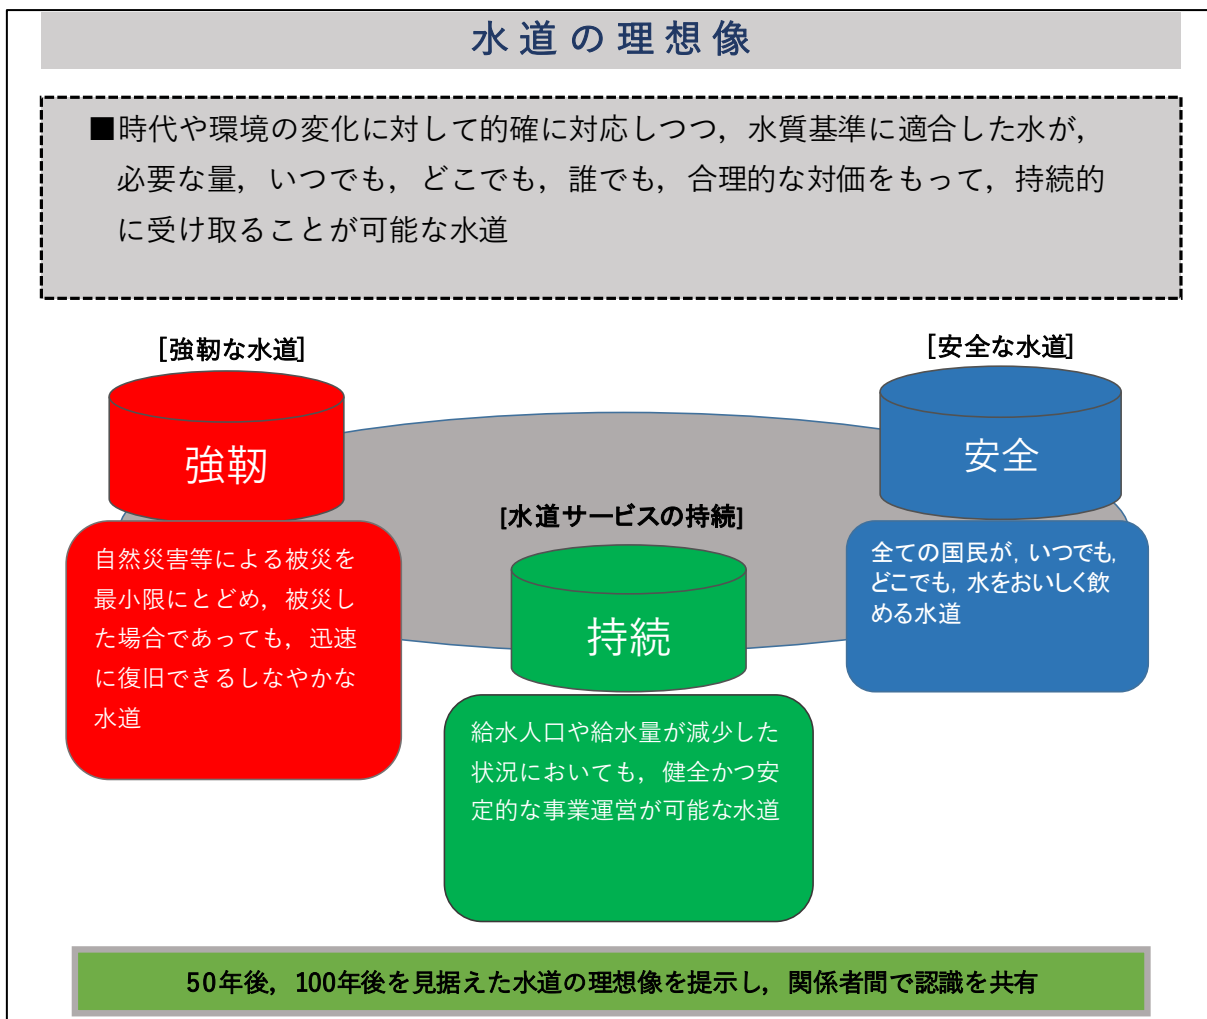 水道の理想像
■時代や環境の変化に対して的確に対応しつつ，水質基準に適合した水が，
必要な量，いつでも，どこでも，誰でも，合理的な対価をもって，持続的
に受け取ることが可能な水道
[強靭な水道]
強靭
自然災害等による被災を
最小限にとどめ，被災し
た場合であっても，迅速
に復旧できるしなやかな
水道
[水道サービスの持続]
持続
給水人口や給水量が減少した
状況においても，健全かつ安
定的な事業運営が可能な水道
[安全な水道]
安全
全ての国民が，いつでも，
どこでも，水をおいしく飲
める水道
50年後，100年後を見据えた水道の理想像を提示し，関係者間で認識を共有